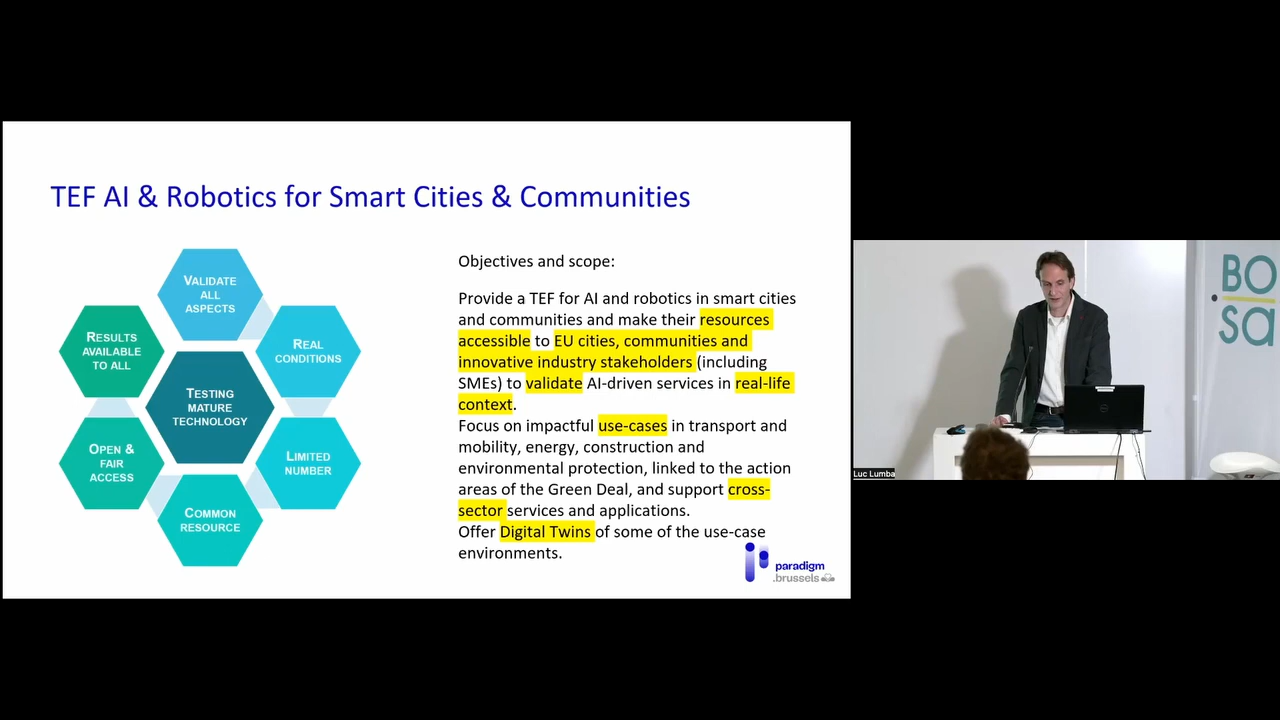 TEF AI & Robotics for Smart Cities & Communities
VALIDATE
ALL
ASPECTS
RESULTS
AVAILABLE
TO ALL
REAL
CONDITIONS
TESTING
MATURE
TECHNOLOGY
OPEN &
FAIR
ACCESS
LIMITED
NUMBER
COMMON
RESOURCE
Objectives and scope:
Provide a TEF for AI and robotics in smart cities
and communities and make their resources
accessible to EU cities, communities and
innovative industry stakeholders (including
SMEs) to validate AI-driven services in real-life
context.
Focus on impactful use-cases in transport and
mobility, energy, construction and
environmental protection, linked to the action
areas of the Green Deal, and support cross-
sector services and applications.
Offer Digital Twins of some of the use-case
environments.
paradigm
.brussels
Luc Lumba
BO
sa